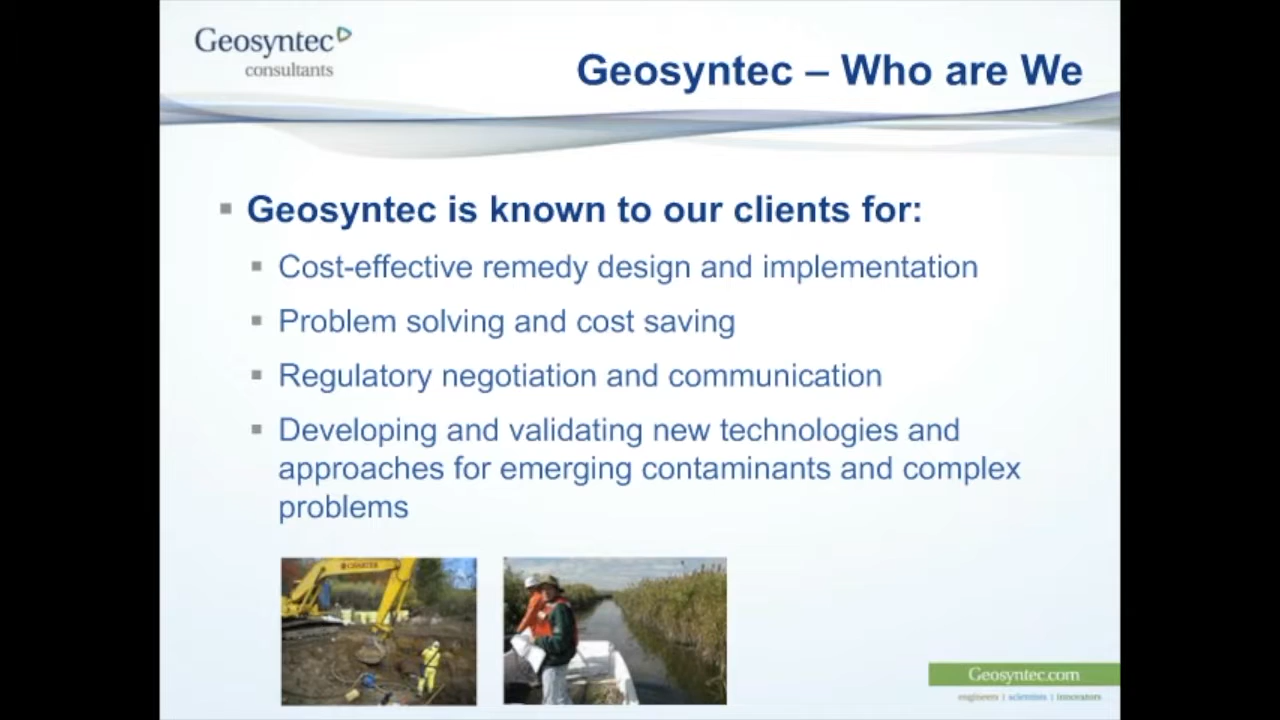 Geosyntec
consultants
Geosyntec – Who are We
Geosyntec is known to our clients for:
Cost-effective remedy design and implementation
Problem solving and cost saving
Regulatory negotiation and communication
Developing and validating new technologies and
approaches for emerging contaminants and complex
problems
CHARTER
Geosyntec.com
engineers | scientists | innovators